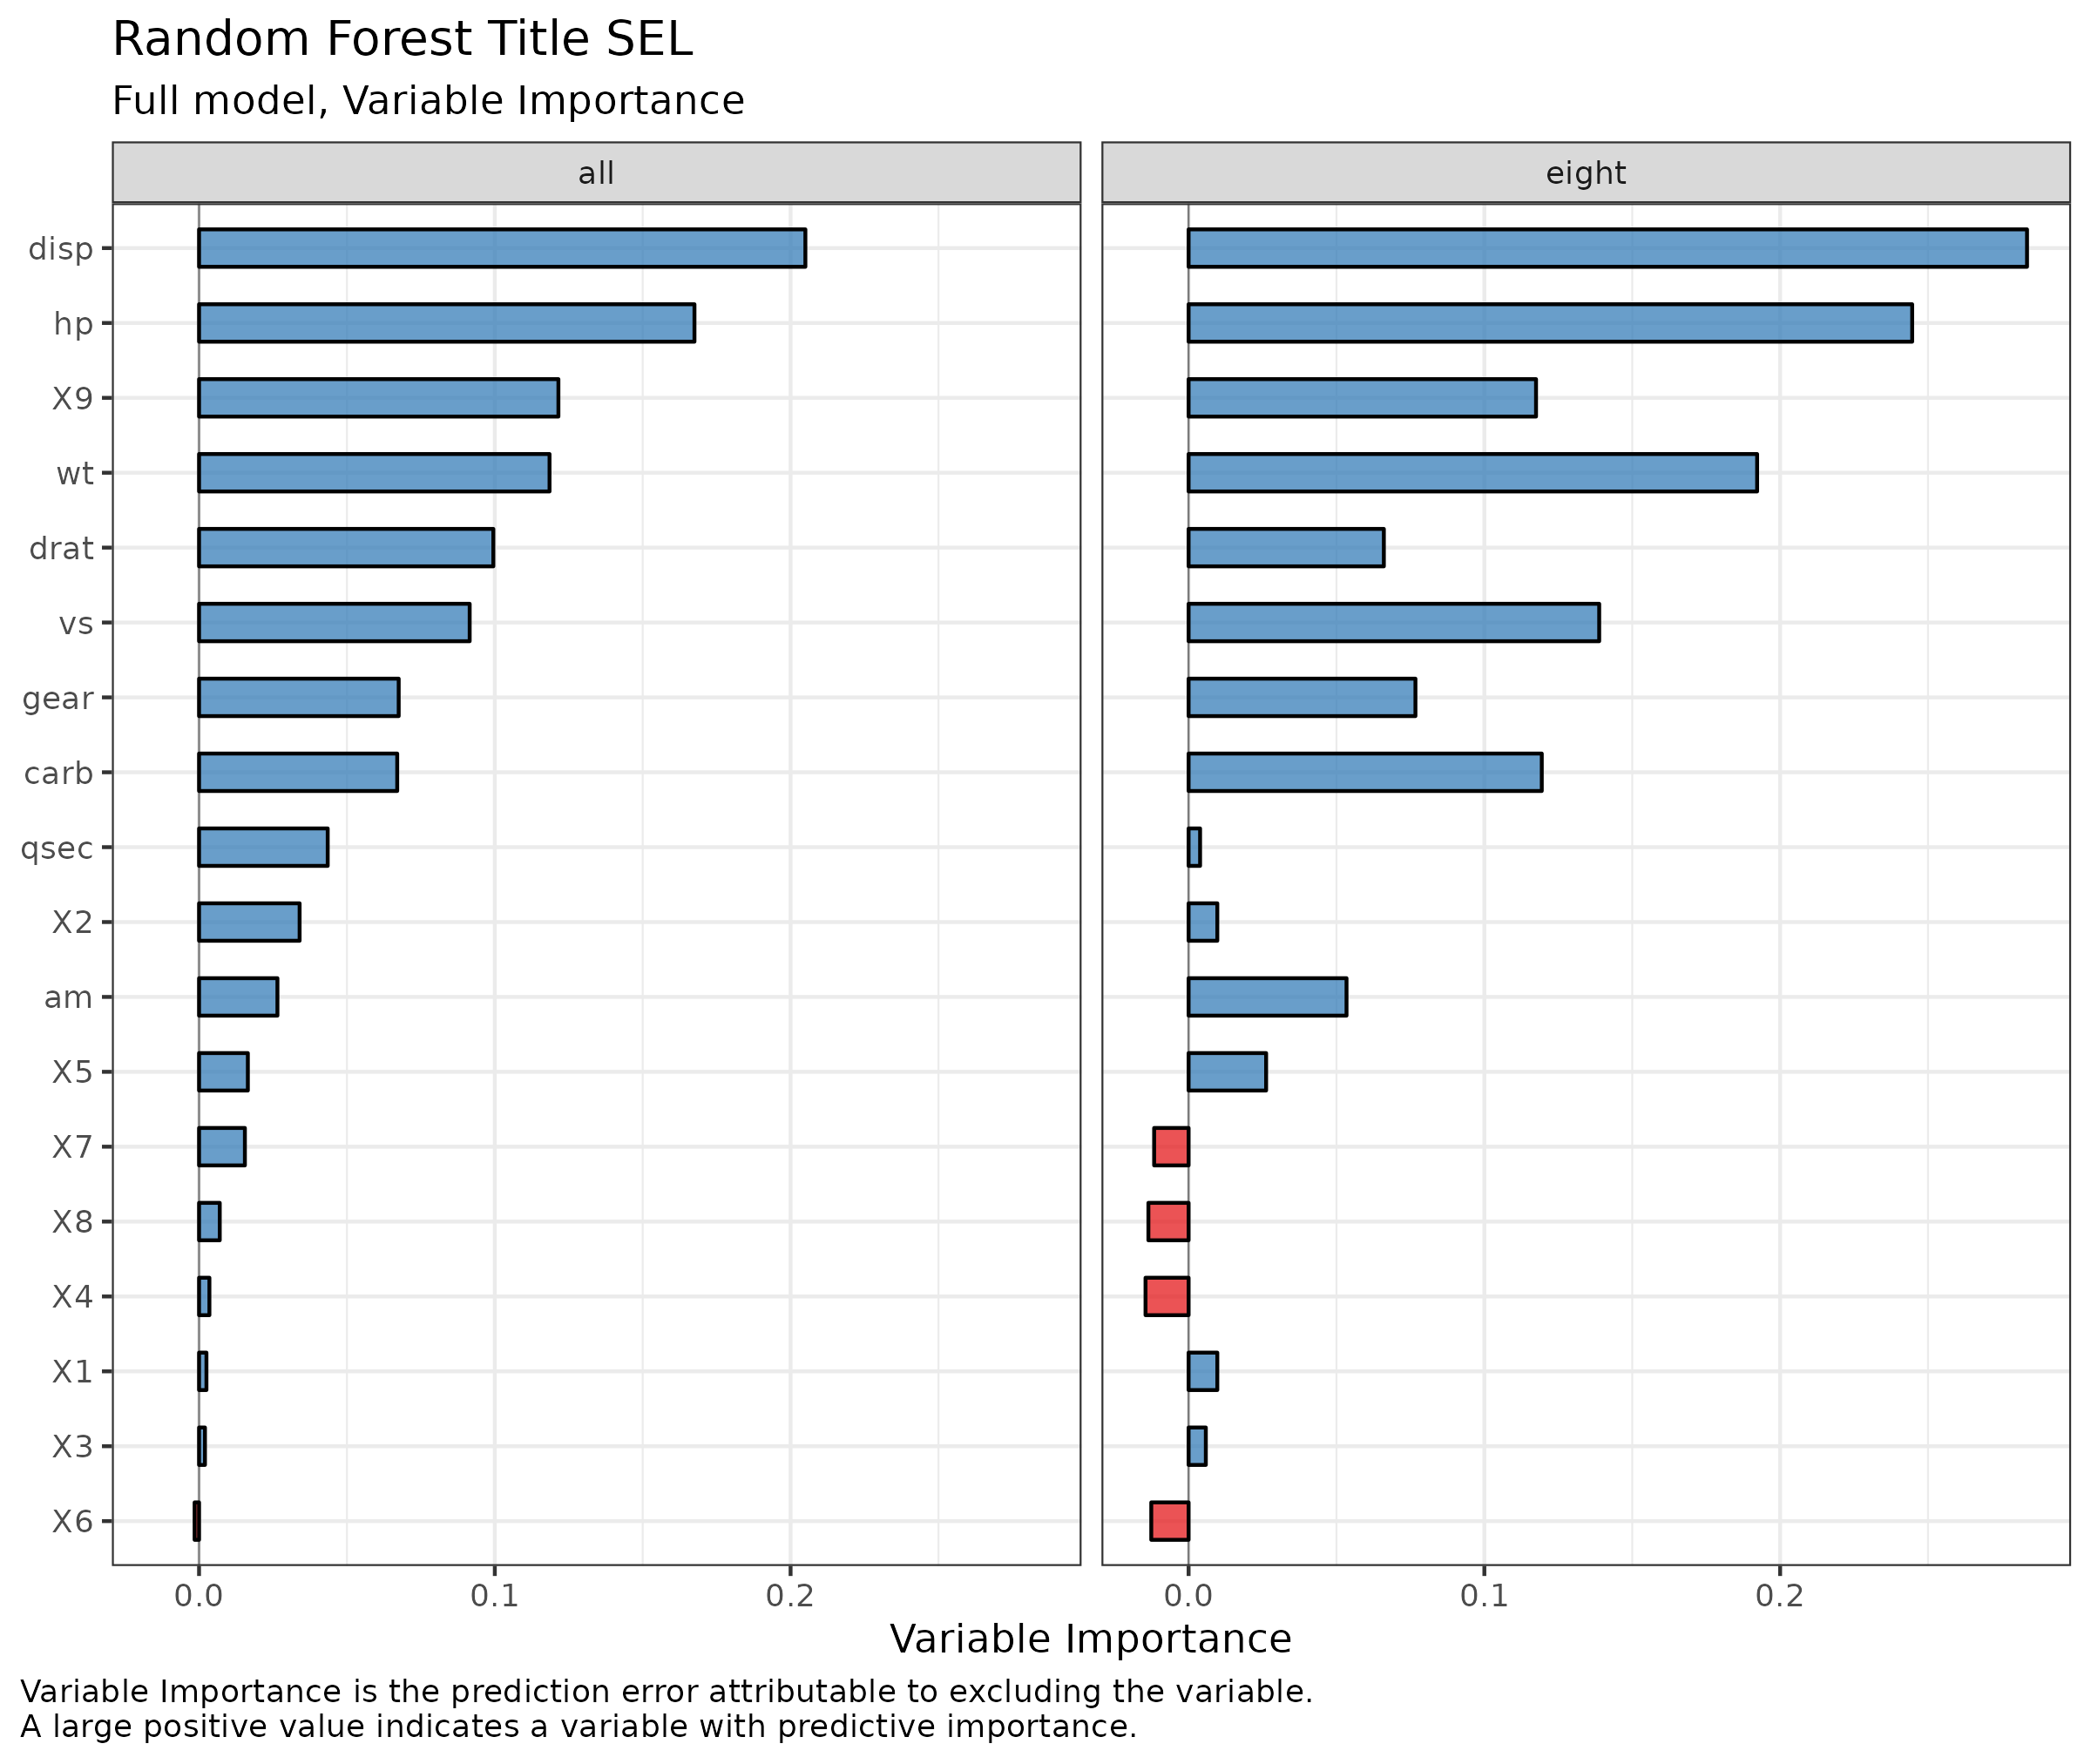 Random Forest Title SEL
Full model, Variable Importance
all
eight
disp
hp
X9
wt
drat
vs
gear
carb
qsec
X2
am
X5
X7
X8
X4
X1
X3
X6
0.0 0.1 0.2
0.0 0.1 0.2
Variable Importance
Variable Importance is the prediction error attributable to excluding the variable.
A large positive value indicates a variable with predictive importance.